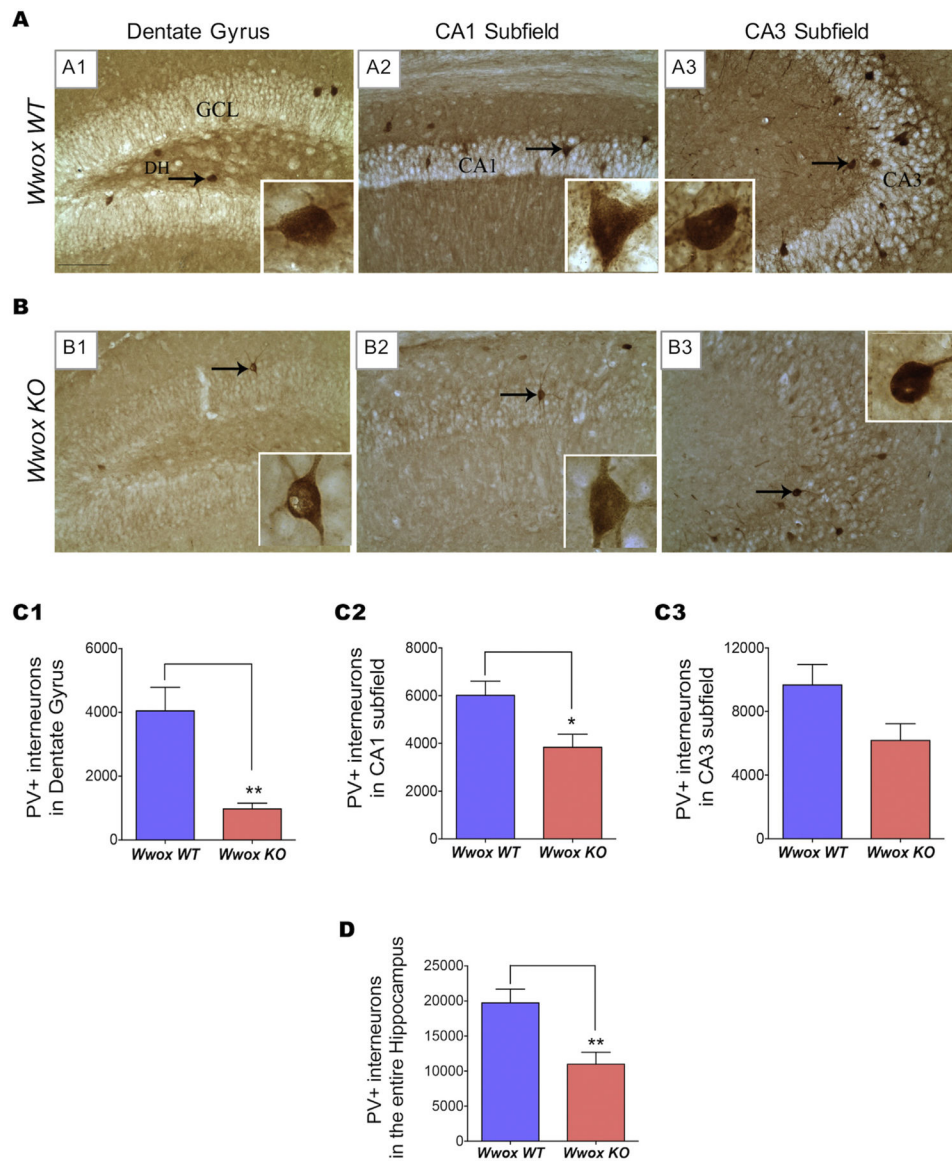 A
Dentate Gyrus
CA1 Subfield
CA3 Subfield
Wwox WT
A1
GCL
DH
A2
CA1
A3
CA3
B
Wwox KO
B1
B2
B3
C1
PV+ interneurons
in Dentate Gyrus
6000
4000
2000
0
Wwox WT
Wwox KO
**
C2
PV+ interneurons
in CA1 subfield
8000
6000
4000
2000
0
Wwox WT
Wwox KO
*
C3
PV+ interneurons
in CA3 subfield
12000
8000
4000
0
Wwox WT
Wwox KO
D
PV+ interneurons
in the entire Hippocampus
25000
20000
15000
10000
5000
0
Wwox WT
Wwox KO
**